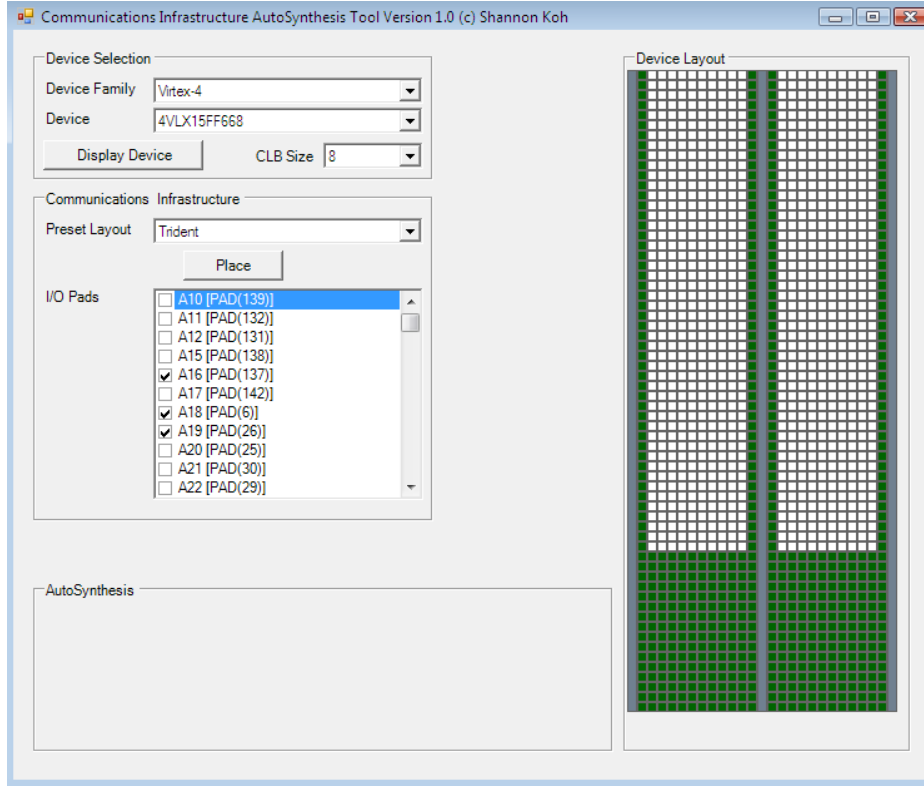 Communications Infrastructure AutoSynthesis Tool Version 1.0 (c) Shannon Koh
Device Selection
Device Family Virtex-4
Device 4VLX15FF668
Display Device CLB Size 8
Communications Infrastructure
Preset Layout Trident
Place
I/O Pads
A10 [PAD(139)]
A11 [PAD(132)]
A12 [PAD(131)]
A15 [PAD(138)]
A16 [PAD(137)]
A17 [PAD(142)]
A18 [PAD(6)]
A19 [PAD(26)]
A20 [PAD(25)]
A21 [PAD(30)]
A22 [PAD(29)]
AutoSynthesis
Device Layout